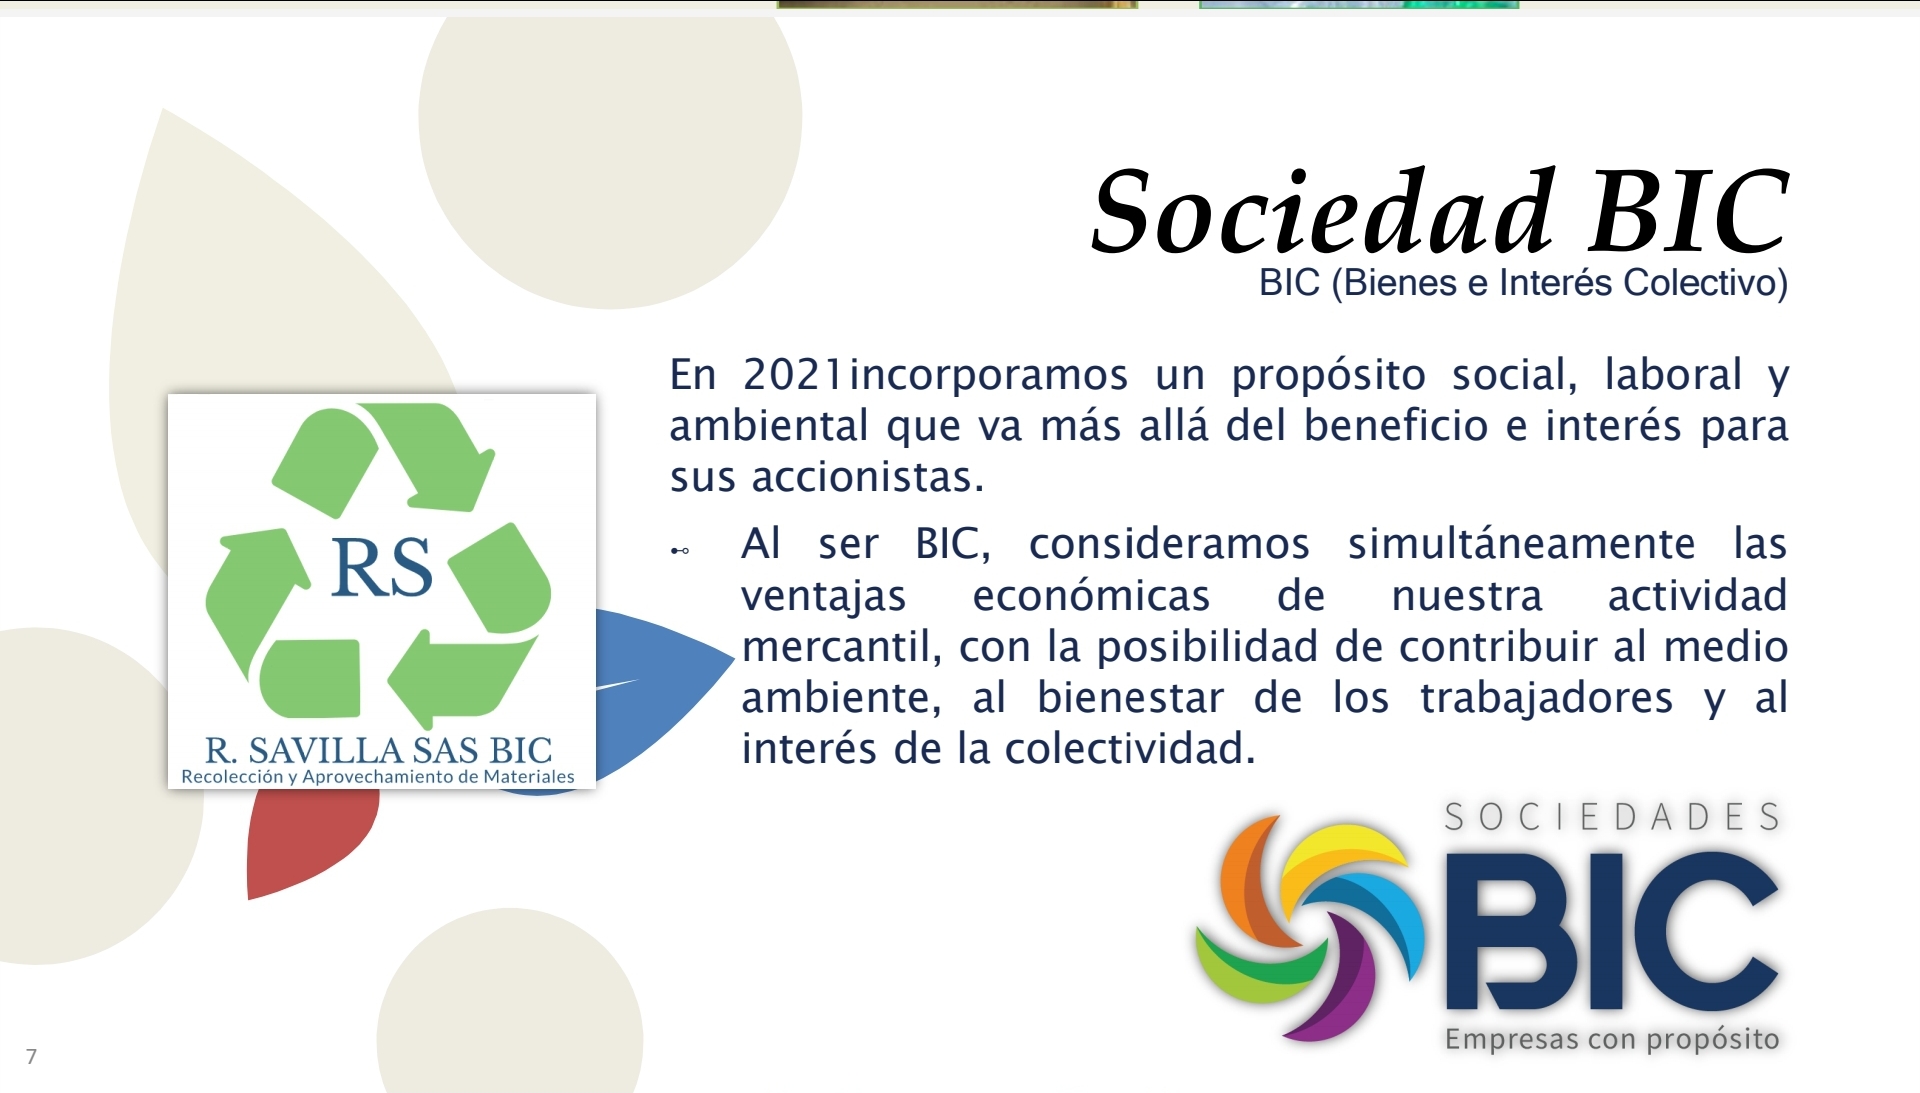 Sociedad BIC
BIC (Bienes e Interés Colectivo)
En 2021incorporamos un propósito social, laboral y
ambiental que va más allá del beneficio e interés para
sus accionistas.
Al ser BIC, consideramos simultáneamente las
ventajas económicas de nuestra actividad
mercantil, con la posibilidad de contribuir al medio
ambiente, al bienestar de los trabajadores y al
interés de la colectividad.
RS
R. SAVILLA SAS BIC
Recolección y Aprovechamiento de Materiales
SOCIEDADES
BIC
Empresas con propósito
7